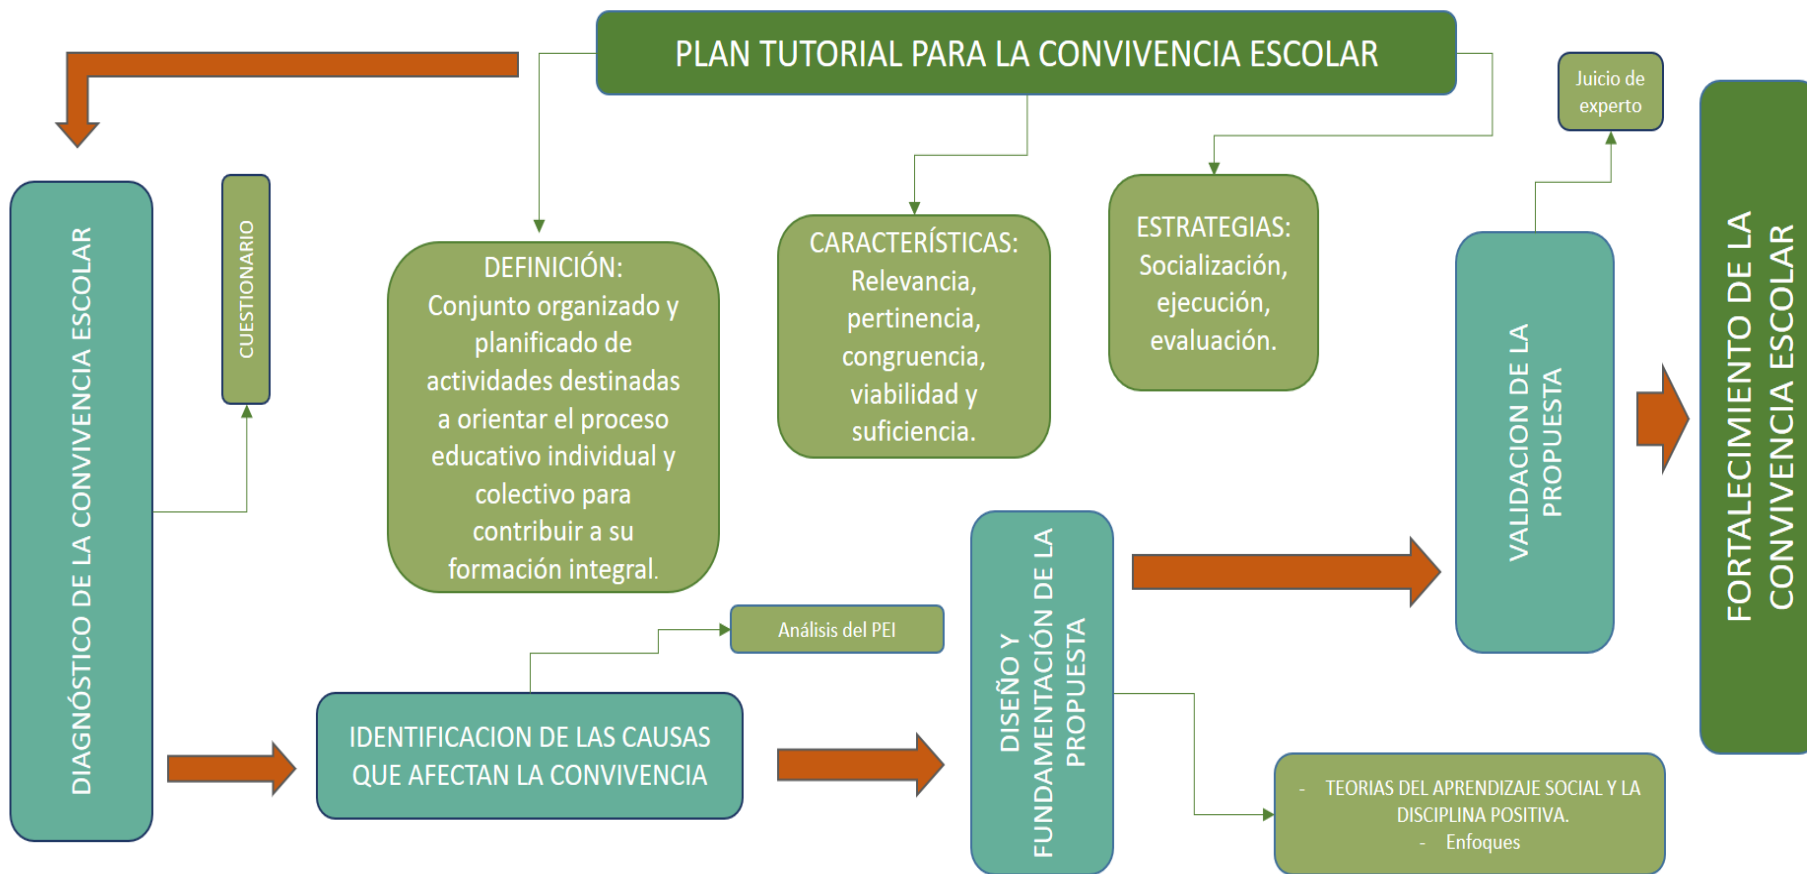 PLAN TUTORIAL PARA LA CONVIVENCIA ESCOLAR
Juicio de
experto
DIAGNÓSTICO DE LA CONVIVENCIA ESCOLAR
CUESTIONARIO
DEFINICIÓN:
Conjunto organizado y
planificado de
actividades destinadas
a orientar el proceso
educativo individual y
colectivo para
contribuir a su
formación integral.
CARACTERÍSTICAS:
Relevancia,
pertinencia,
congruencia,
viabilidad y
suficiencia.
ESTRATEGIAS:
Socialización,
ejecución,
evaluación.
VALIDACION DE LA
PROPUESTA
FORTALECIMIENTO DE LA
CONVIVENCIA ESCOLAR
Análisis del PEI
IDENTIFICACION DE LAS CAUSAS
QUE AFECTAN LA CONVIVENCIA
DISEÑO Y
FUNDAMENTACIÓN DE LA
PROPUESTA
- TEORIAS DEL APRENDIZAJE SOCIAL Y LA
DISCIPLINA POSITIVA.
- Enfoques